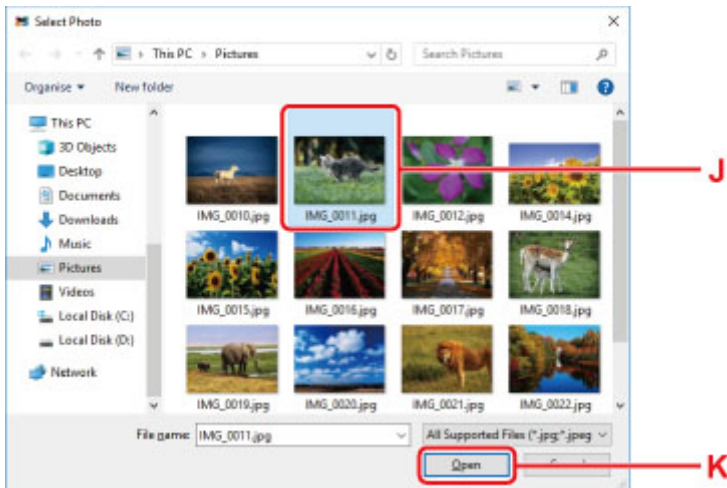 Select Photo
This PC > Pictures
Search Pictures
Organise
New folder
This PC
3D Objects
Desktop
Documents
Downloads
Music
Pictures
Videos
Local Disk (C:)
Local Disk (D:)
Network
IMG_0010.jpg IMG_0011.jpg IMG_0012.jpg IMG_0014.jpg
IMG_0015.jpg IMG_0016.jpg IMG_0017.jpg IMG_0018.jpg
IMG_0019.jpg IMG_0020.jpg IMG_0021.jpg IMG_0022.jpg
J
File name: IMG_0011.jpg
All Supported Files (*.jpg;*.jpeg
Open
K